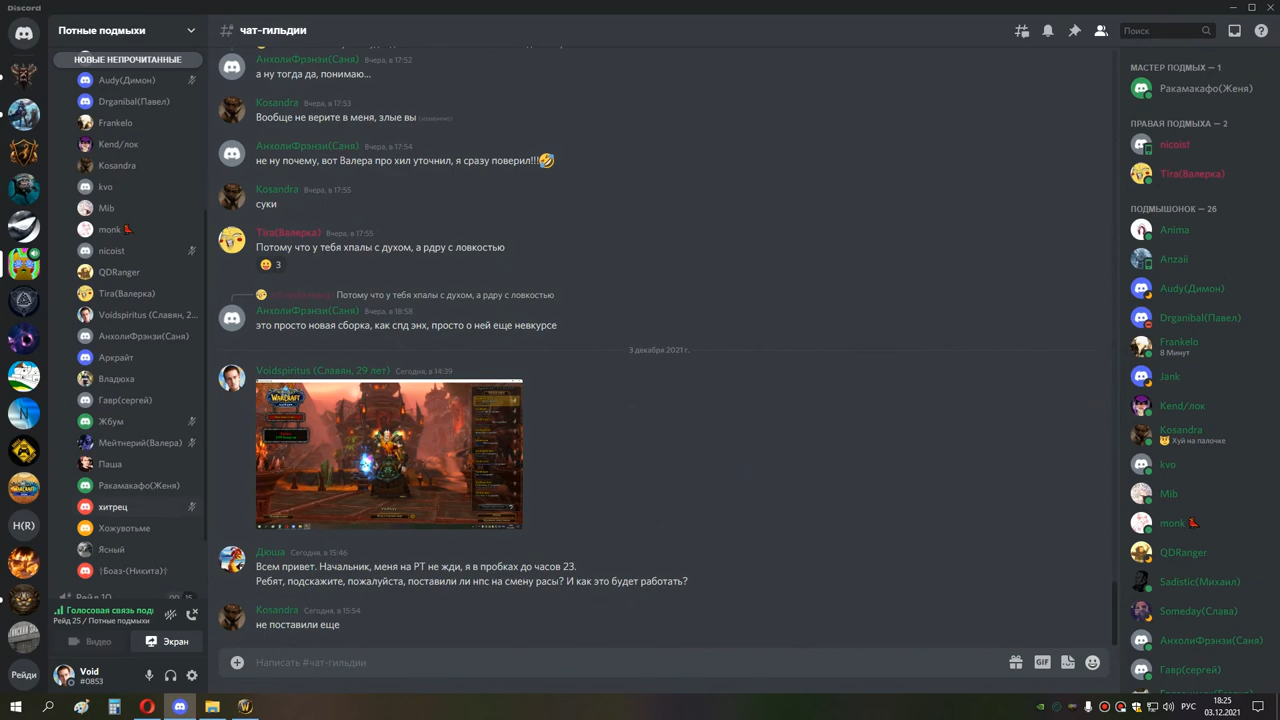 Discord
Потные подмыхи
чат-гильдии
Поиск
НОВЫЕ НЕПРОЧИТАННЫЕ
Audy(Димон)
Drganibal(Павел)
Frankelo
Kend/лок
Kosandra
kvo
Mib
monk
nicoist
QDRanger
Tira(Валерка)
Voidspiritus (Славян, 2...
АнхолиФрэнзи(Саня)
Аркрайт
Владюха
Гавр(сергей)
Жбум
Мейтнерий(Валера)
Паша
Ракамакафо(Женя)
хитрец
Хожувотьме
Ясный
†Боаз-(Никита)†
Голосовая связь под
Рейд 25 / Потные подмыхи
Видео
Экран
Рейди
Void
#0853
H(R)
АнхолиФрэнзи(Саня) Вчера, в 17:52
а ну тогда да, понимаю...
Kosandra Вчера, в 17:53
Вообще не верите в меня, злые вы (изменено)
АнхолиФрэнзи(Саня) Вчера, в 17:54
не ну почему, вот Валера про хил уточнил, я сразу поверил!!!🤣
Kosandra Вчера, в 17:55
суки
Tira(Валерка) Вчера, в 17:55
Потому что у тебя хпалы с духом, а рдру с ловкостью
😀 3
Потому что у тебя хпалы с духом, а рдру с ловкостью
АнхолиФрэнзи(Саня) Вчера, в 18:58
это просто новая сборка, как спд энх, просто о ней еще невкурсе
3 декабря 2021 г.
Voidspiritus (Славян, 29 лет) Сегодня, в 14:39
WARCRAFT
Дюша Сегодня, в 15:46
Всем привет. Начальник, меня на РТ не жди, я в пробках до часов 23.
Ребят, подскажите, пожалуйста, поставили ли нпс на смену расы? И как это будет работать?
Kosandra Сегодня, в 15:54
не поставили еще
Написать #чат-гильдии
GIF
МАСТЕР ПОДМЫХ — 1
Ракамакафо(Женя)
ПРАВАЯ ПОДМЫХА — 2
nicoist
Tira(Валерка)
ПОДМЫШОНОК — 26
Anima
Anzaii
Audy(Димон)
Drganibal(Павел)
Frankelo
8 Минут
Jank
Kend/лок
Kosandra
Хуй на палочке
kvo
Mib
monk
QDRanger
Sadistic(Михаил)
Someday(Слава)
АнхолиФрэнзи(Саня)
Гавр(сергей)
РУС
18:25
03.12.2021